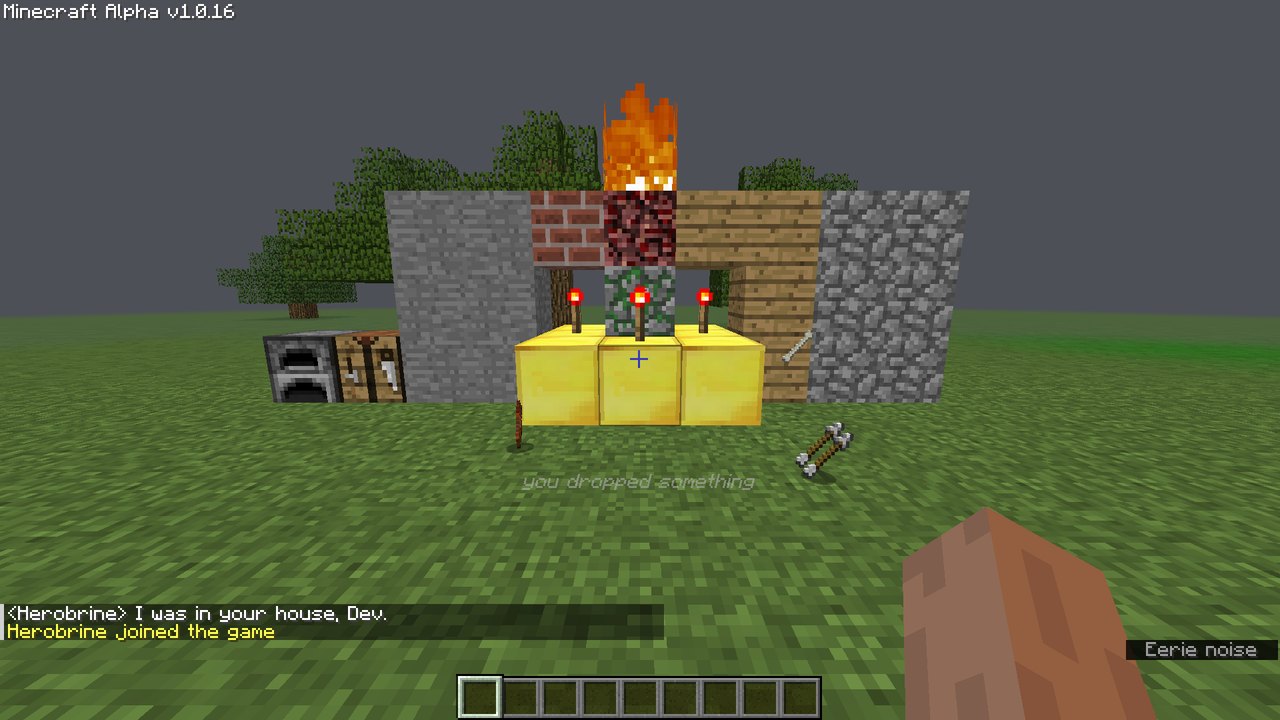 Minecraft Alpha v1.0.16
you dropped something
<Herobrine> I was in your house, Dev.
Herobrine joined the game
Eerie noise